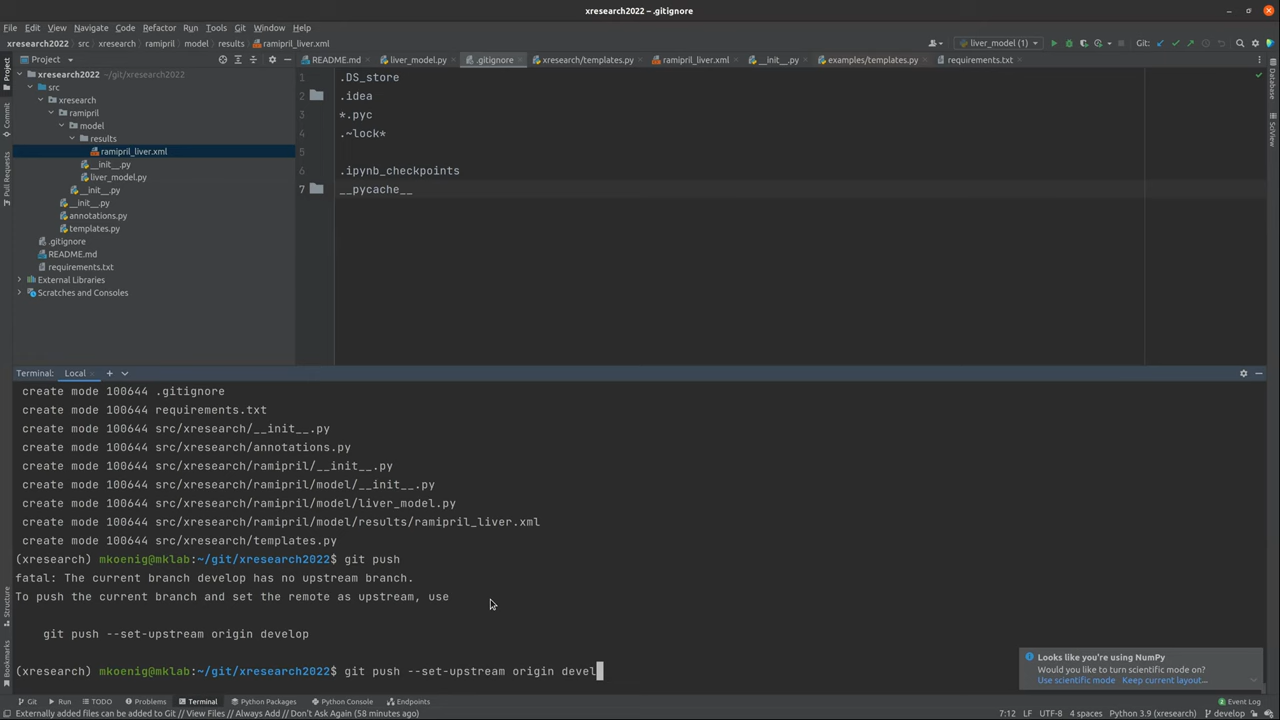 xresearch2022 – .gitignore
File Edit View Navigate Code Refactor Run Tools Git Window Help
xresearch2022 src xresearch ramipril model results ramipril_liver.xml
liver_model (1)
Git:
Project
README.md liver_model.py .gitignore xresearch/templates.py ramipril_liver.xml __init__.py examples/templates.py requirements.txt
xresearch2022 ~/git/xresearch2022
src
xresearch
ramipril
model
results
ramipril_liver.xml
__init__.py
liver_model.py
__init__.py
__init__.py
annotations.py
templates.py
.gitignore
README.md
requirements.txt
External Libraries
Scratches and Consoles
1 .DS_store
2 .idea
3 *.pyc
4 .~lock*
5
6 .ipynb_checkpoints
7 __pycache__
Project
Commit
Pull Requests
Structure
Bookmarks
Database
SciView
Terminal: Local
create mode 100644 .gitignore
create mode 100644 requirements.txt
create mode 100644 src/xresearch/__init__.py
create mode 100644 src/xresearch/annotations.py
create mode 100644 src/xresearch/ramipril/__init__.py
create mode 100644 src/xresearch/ramipril/model/__init__.py
create mode 100644 src/xresearch/ramipril/model/liver_model.py
create mode 100644 src/xresearch/ramipril/model/results/ramipril_liver.xml
create mode 100644 src/xresearch/templates.py
(xresearch) mkoenig@mklab:~/git/xresearch2022$ git push
fatal: The current branch develop has no upstream branch.
To push the current branch and set the remote as upstream, use
git push --set-upstream origin develop
(xresearch) mkoenig@mklab:~/git/xresearch2022$ git push --set-upstream origin devel
Looks like you're using NumPy
Would you like to turn scientific mode on?
Use scientific mode Keep current layout...
Git Run TODO Problems Terminal Python Packages Python Console Endpoints Event Log
Externally added files can be added to Git // View Files // Always Add // Don't Ask Again (58 minutes ago)
7:12 LF UTF-8 4 spaces Python 3.9 (xresearch) develop